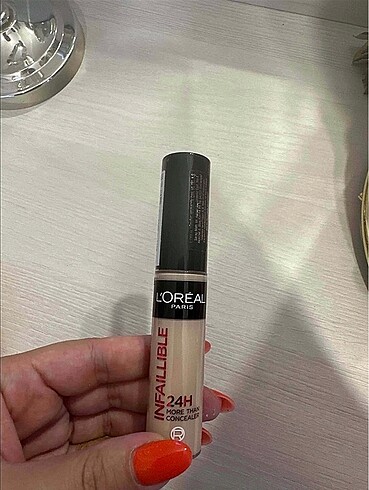 L'ORÉAL
PARIS
INFAILLIBLE
24H
MORE THAN
CONCEALER